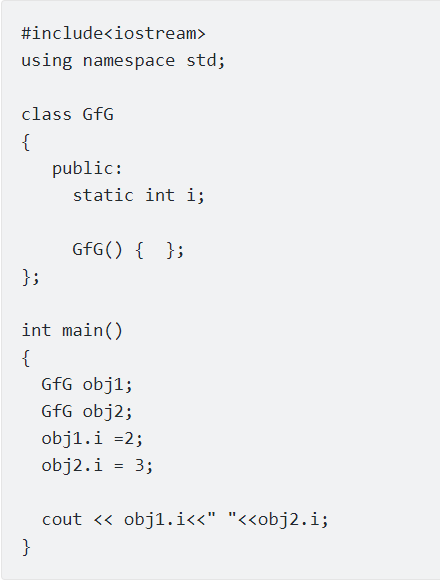 #include<iostream>
using namespace std;

class GfG
{
   public:
     static int i;

     GfG() {  };
};

int main()
{
  GfG obj1;
  GfG obj2;
  obj1.i =2;
  obj2.i = 3;

  cout << obj1.i<<" "<<obj2.i;
}